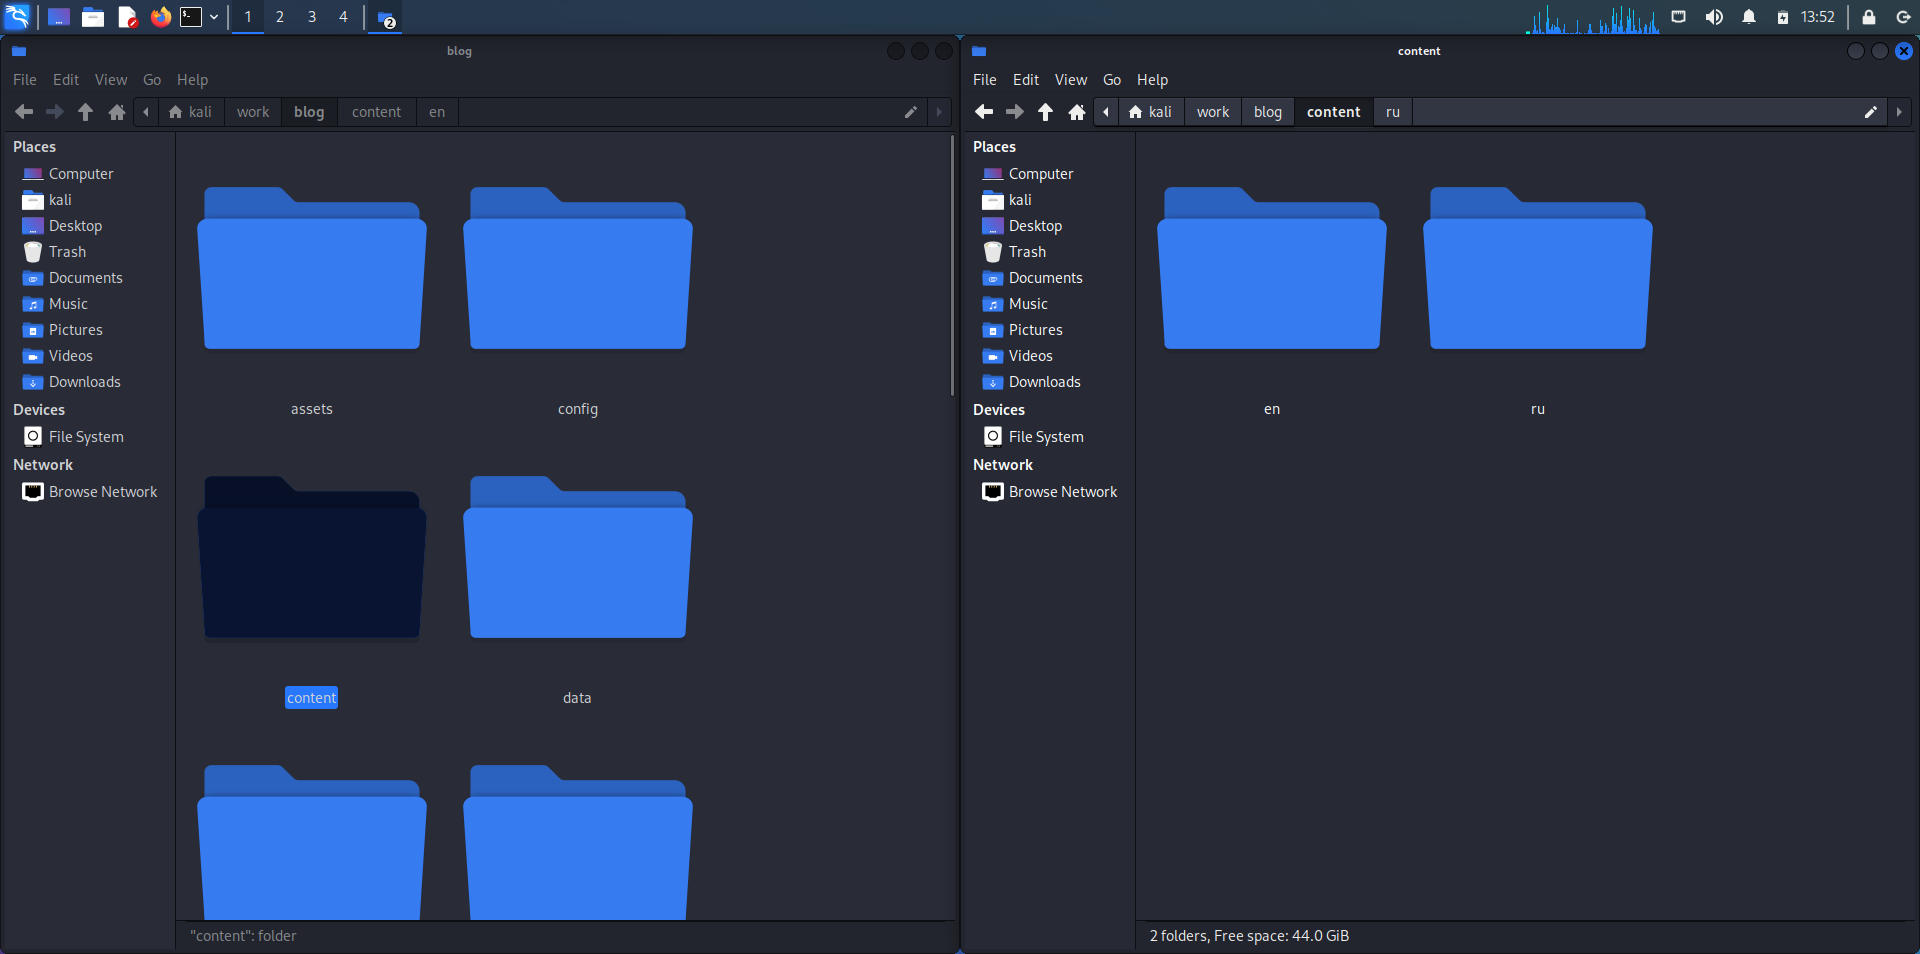 1 2 3 4 2 13:52
blog
File Edit View Go Help
kali work blog content en
Places
Computer
kali
Desktop
Trash
Documents
Music
Pictures
Videos
Downloads
Devices
File System
Network
Browse Network
assets config
content data
"content": folder
content
File Edit View Go Help
kali work blog content ru
Places
Computer
kali
Desktop
Trash
Documents
Music
Pictures
Videos
Downloads
Devices
File System
Network
Browse Network
en ru
2 folders, Free space: 44.0 GiB